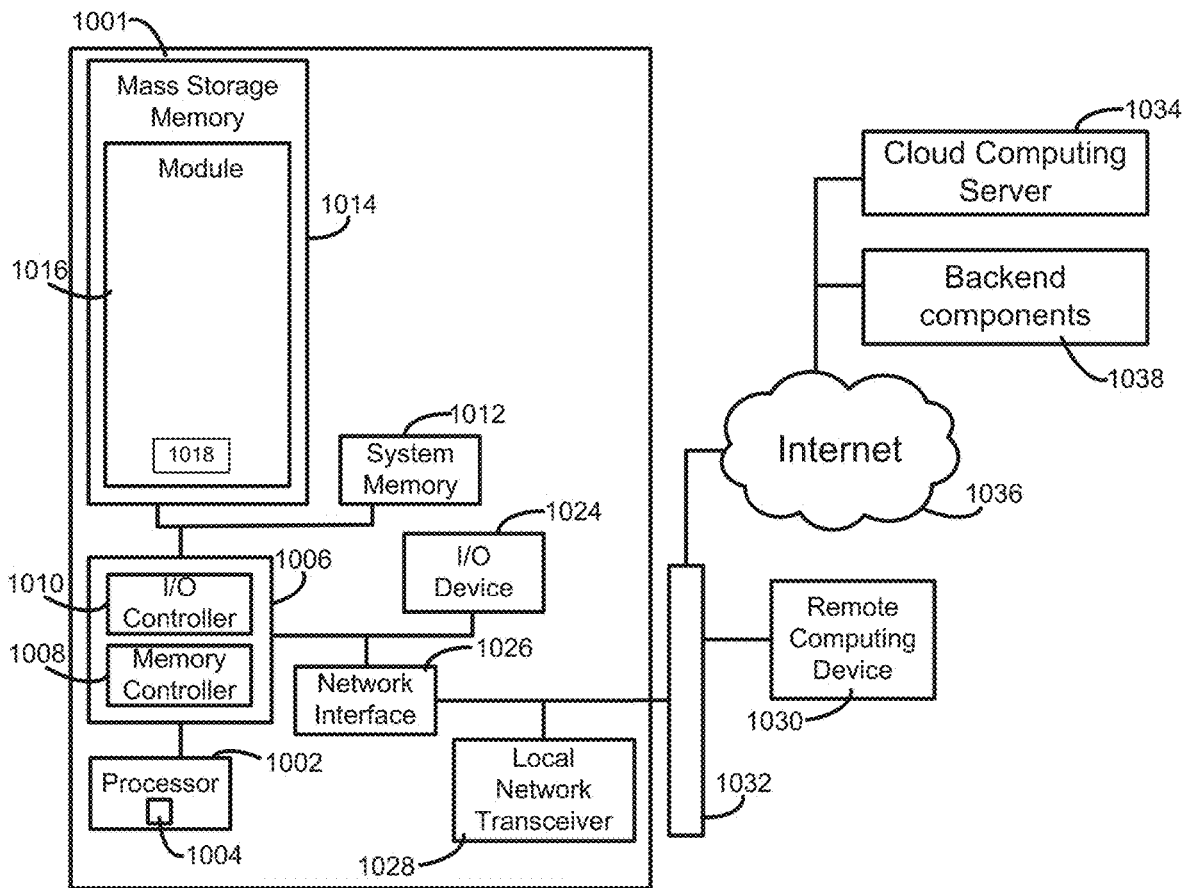 1001
Mass Storage
Memory
Module
1014
1016
1018
1034
Cloud Computing
Server
Backend
components
1038
Internet
1036
1012
System
Memory
1024
I/O
Device
1006
1010
I/O
Controller
1008
Memory
Controller
1026
Network
Interface
Remote
Computing
Device
1030
1002
Processor
1004
Local
Network
Transceiver
1028
1032